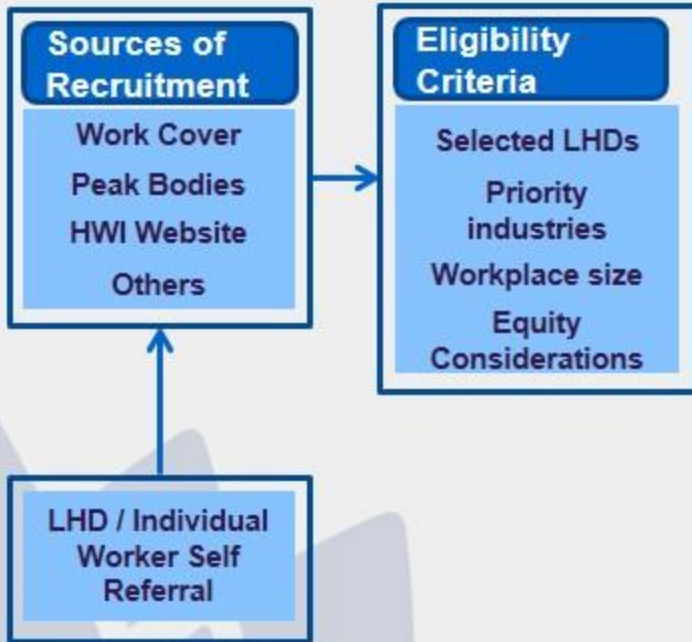 Sources of
Recruitment
Work Cover
Peak Bodies
HWI Website
Others
Eligibility
Criteria
Selected LHDs
Priority
industries
Workplace size
Equity
Considerations
LHD / Individual
Worker Self
Referral